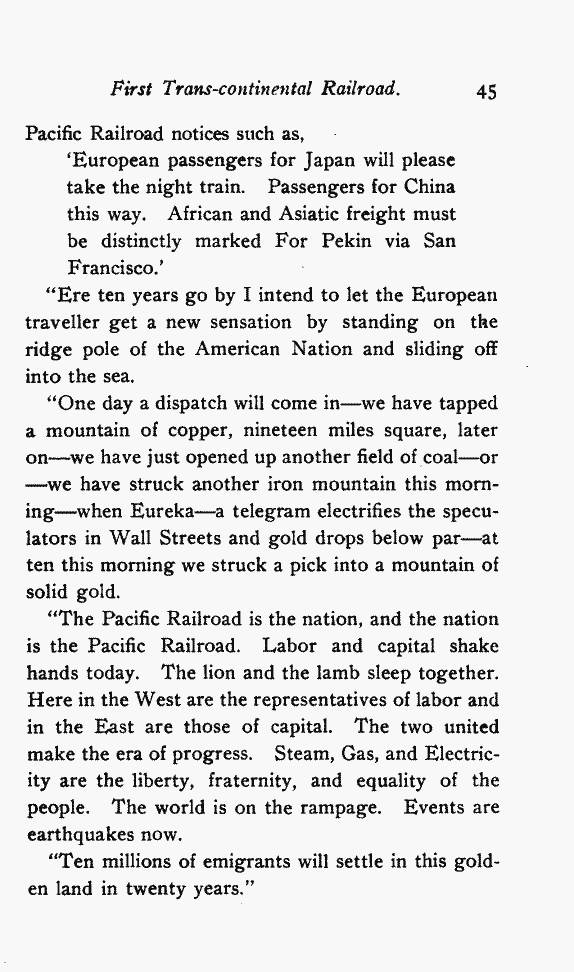 First Trans-continental Railroad. 45
Pacific Railroad notices such as,
'European passengers for Japan will please
take the night train. Passengers for China
this way. African and Asiatic freight must
be distinctly marked For Pekin via San
Francisco.'
"Ere ten years go by I intend to let the European
traveller get a new sensation by standing on the
ridge pole of the American Nation and sliding off
into the sea.
"One day a dispatch will come in—we have tapped
a mountain of copper, nineteen miles square, later
on—we have just opened up another field of coal—or
—we have struck another iron mountain this morn-
ing—when Eureka—a telegram electrifies the specu-
lators in Wall Streets and gold drops below par—at
ten this morning we struck a pick into a mountain of
solid gold.
"The Pacific Railroad is the nation, and the nation
is the Pacific Railroad. Labor and capital shake
hands today. The lion and the lamb sleep together.
Here in the West are the representatives of labor and
in the East are those of capital. The two united
make the era of progress. Steam, Gas, and Electric-
ity are the liberty, fraternity, and equality of the
people. The world is on the rampage. Events are
earthquakes now.
"Ten millions of emigrants will settle in this gold-
en land in twenty years."